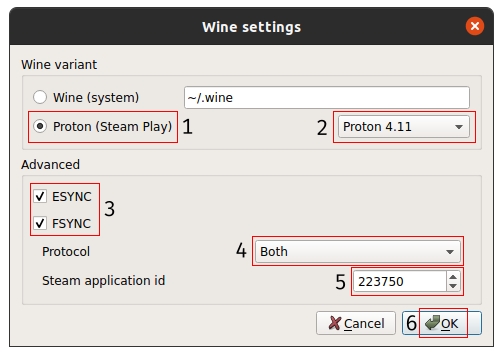 Wine settings
Wine variant
Wine (system) ~/.wine
Proton (Steam Play) 1 2 Proton 4.11
Advanced
ESYNC
3
FSYNC
Protocol 4 Both
Steam application id 5 223750
Cancel 6 OK